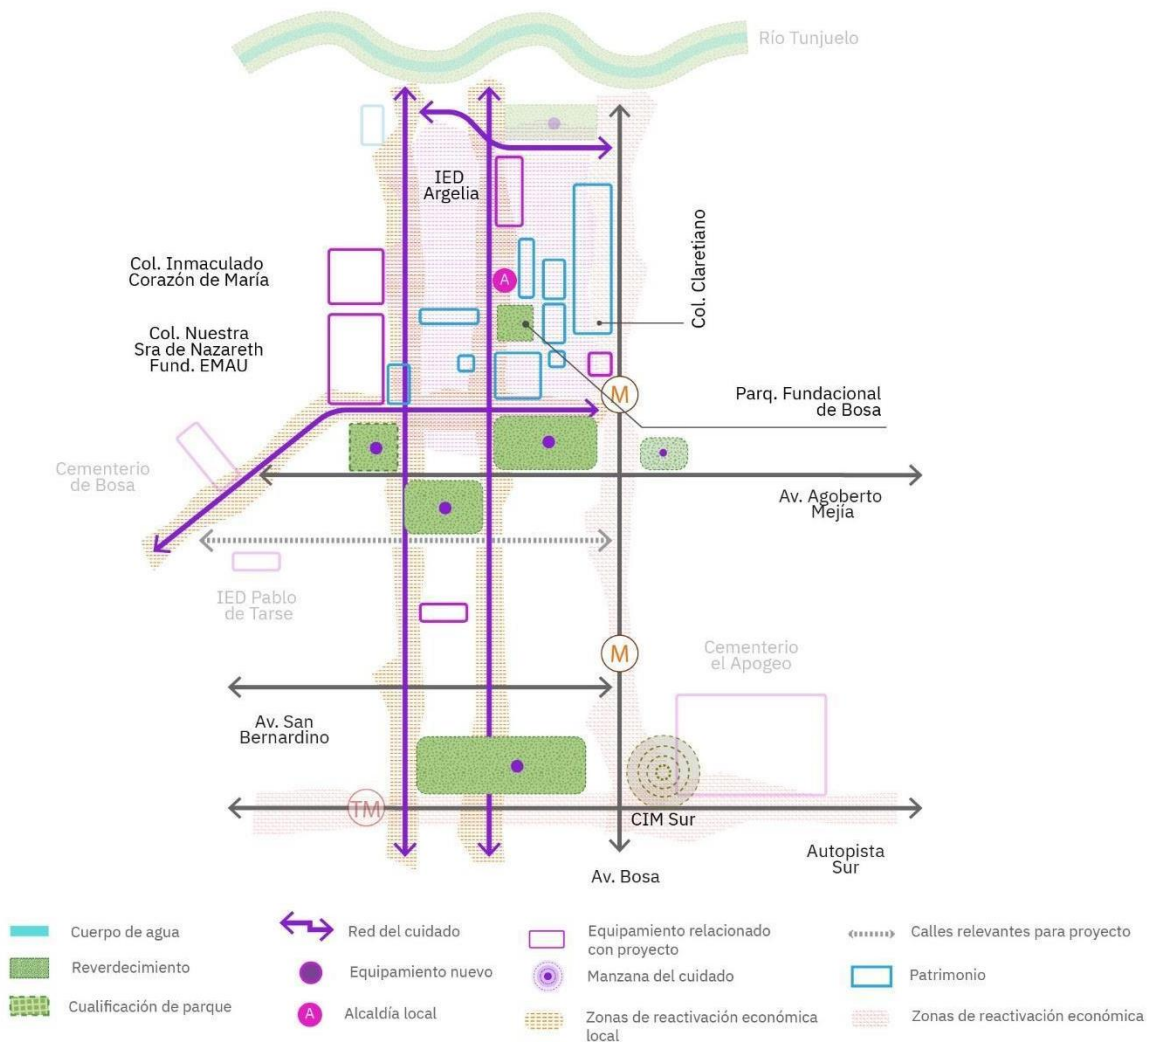 Río Tunjuelo
IED
Argelia
Col. Inmaculado
Corazón de María
A
Col. Claretiano
Col. Nuestra
Sra de Nazareth
Fund. EMAU
M
Parq. Fundacional
de Bosa
Cementerio
de Bosa
Av. Agoberto
Mejía
IED Pablo
de Tarse
M
Cementerio
el Apogeo
Av. San
Bernardino
TM
CIM Sur
Autopista
Sur
Av. Bosa
Cuerpo de agua
Red del cuidado
Equipamiento relacionado
con proyecto
Calles relevantes para proyecto
Reverdecimiento
Equipamiento nuevo
Manzana del cuidado
Patrimonio
Cualificación de parque
A
Alcaldía local
Zonas de reactivación económica
local
Zonas de reactivación económica